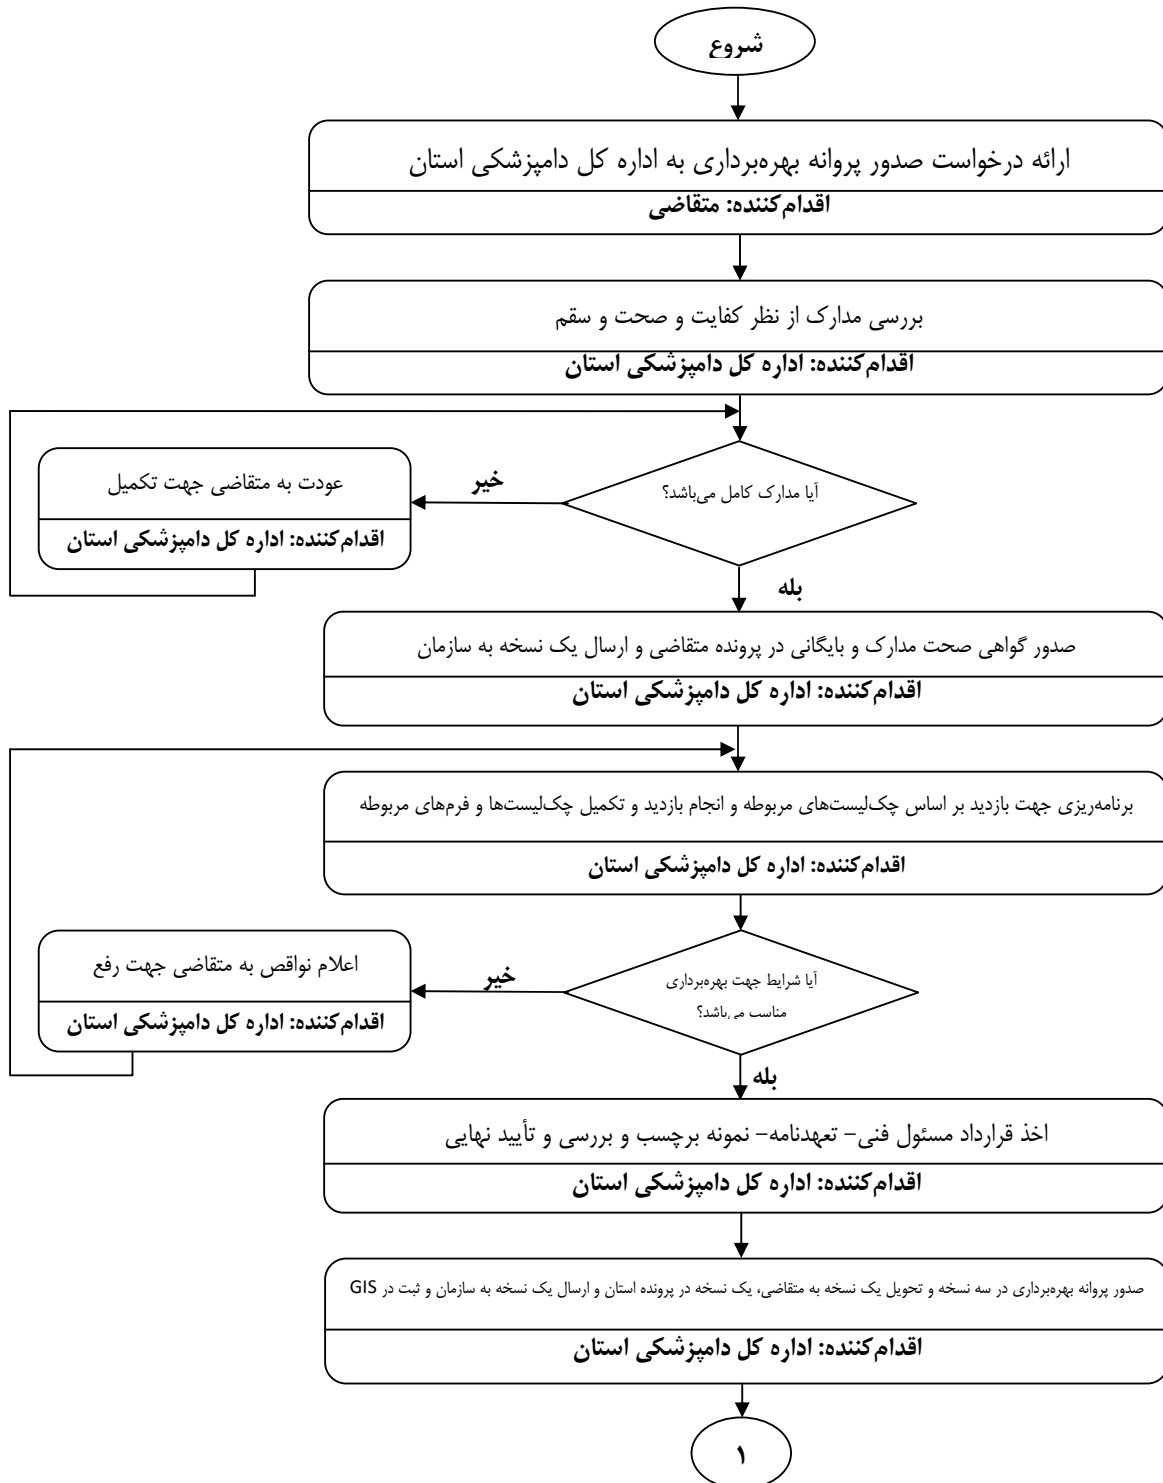 شروع
ارائه درخواست صدور پروانه بهره‌برداری به اداره کل دامپزشکی استان
اقدام‌کننده: متقاضی
بررسی مدارک از نظر کفایت و صحت و سقم
اقدام‌کننده: اداره کل دامپزشکی استان
آیا مدارک کامل می‌باشد؟
خیر
عودت به متقاضی جهت تکمیل
اقدام‌کننده: اداره کل دامپزشکی استان
بله
صدور گواهی صحت مدارک و بایگانی در پرونده متقاضی و ارسال یک نسخه به سازمان
اقدام‌کننده: اداره کل دامپزشکی استان
برنامه‌ریزی جهت بازدید بر اساس چک‌لیست‌های مربوطه و انجام بازدید و تکمیل چک‌لیست‌ها و فرم‌های مربوطه
اقدام‌کننده: اداره کل دامپزشکی استان
آیا شرایط جهت بهره‌برداری
مناسب می‌باشد؟
خیر
اعلام نواقص به متقاضی جهت رفع
اقدام‌کننده: اداره کل دامپزشکی استان
بله
اخذ قرارداد مسئول فنی– تعهدنامه– نمونه برچسب و بررسی و تأیید نهایی
اقدام‌کننده: اداره کل دامپزشکی استان
صدور پروانه بهره‌برداری در سه نسخه و تحویل یک نسخه به متقاضی، یک نسخه در پرونده استان و ارسال یک نسخه به سازمان و ثبت در GIS
اقدام‌کننده: اداره کل دامپزشکی استان
۱